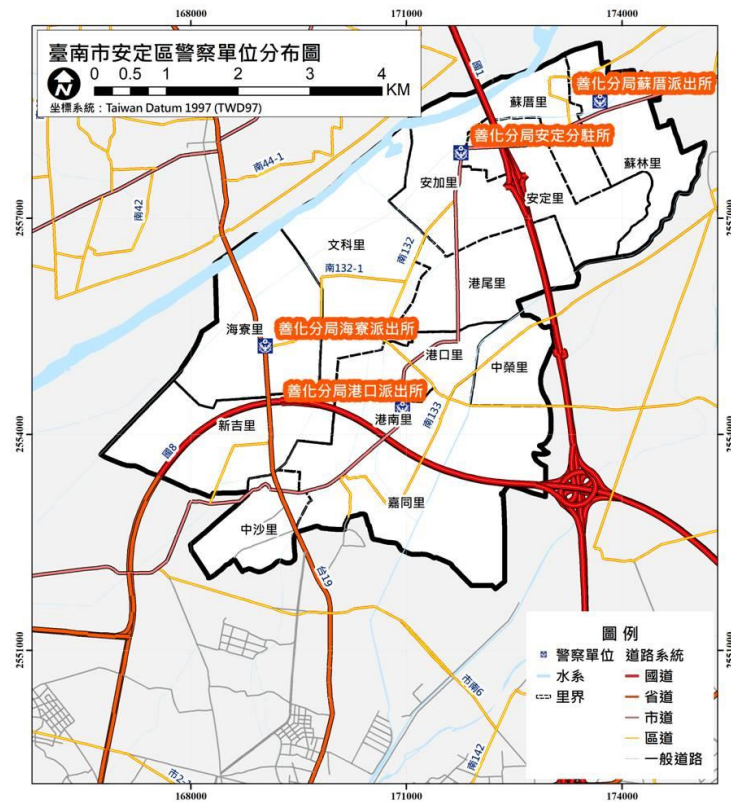 168000
171000
174000
臺南市安定區警察單位分布圖
0 0.5 1 2 3 4
KM
坐標系統：Taiwan Datum 1997 (TWD97)
國1
蘇厝里
善化分局蘇厝派出所
善化分局安定分駐所
南44-1
安加里
蘇林里
安定里
南42
2557000
2557000
文科里
南132
南132-1
港尾里
海寮里
善化分局海寮派出所
港口里
中榮里
善化分局港口派出所
新吉里
港南里
南133
2554000
2554000
國8
嘉同里
中沙里
台19
圖例
警察單位
道路系統
水系
國道
里界
省道
市道
區道
一般道路
2551000
2551000
市南6
南142
市2-1
168000
171000
174000